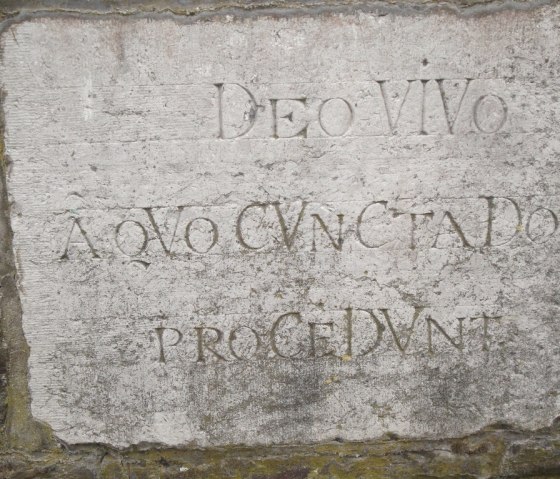 DEO VIVO
A QVO CVNCTA DO
PROCEDVNT